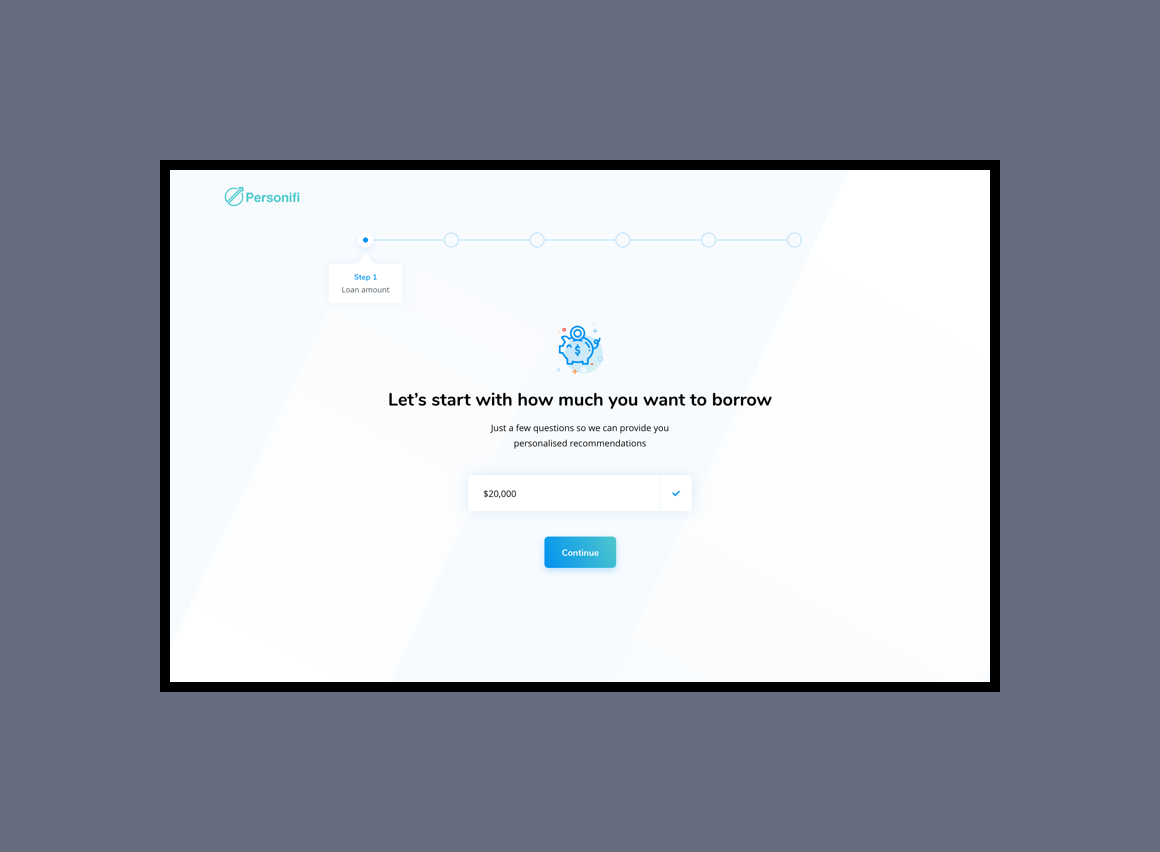 Personifi
Step 1
Loan amount
$
Let’s start with how much you want to borrow
Just a few questions so we can provide you
personalised recommendations
$20,000
Continue